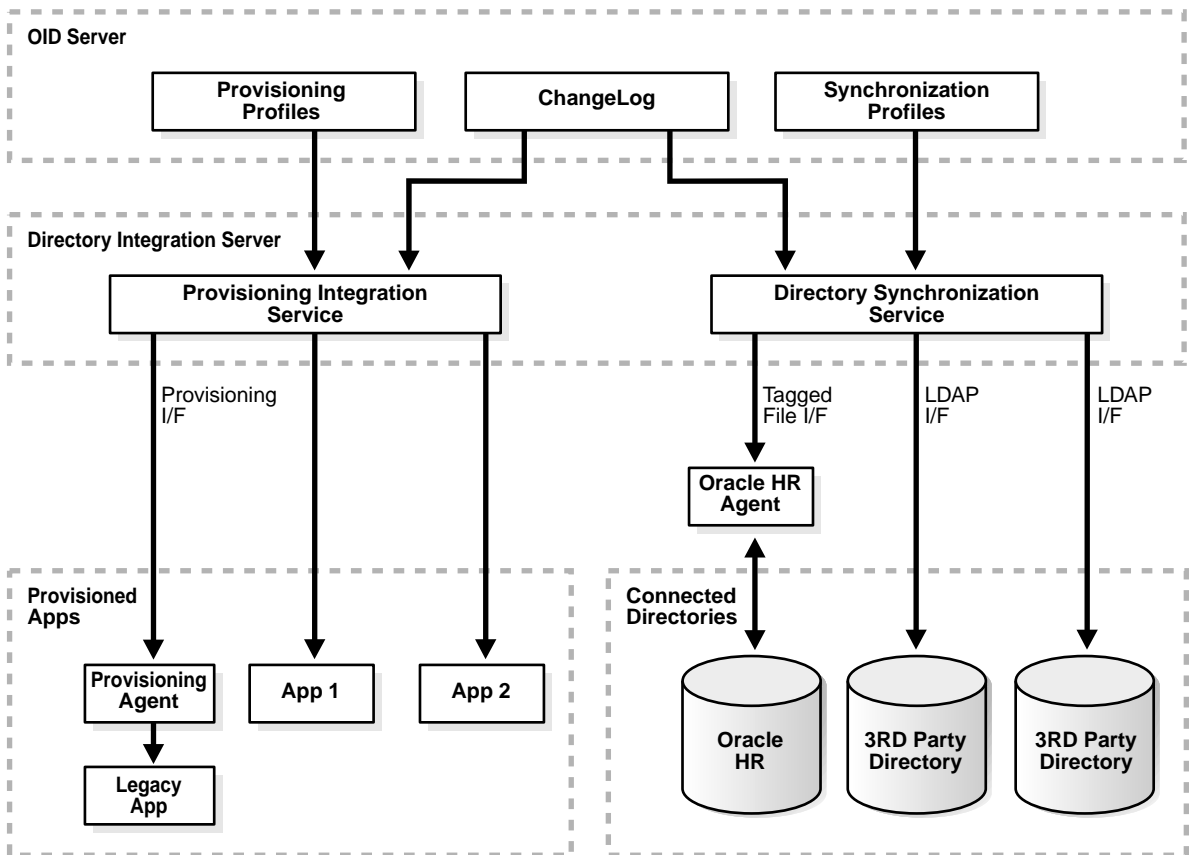 OID Server
Provisioning
Profiles
ChangeLog
Synchronization
Profiles
Directory Integration Server
Provisioning Integration
Service
Directory Synchronization
Service
Provisioning
I/F
Tagged
File I/F
LDAP
I/F
LDAP
I/F
Oracle HR
Agent
Provisioned
Apps
Connected
Directories
Provisioning
Agent
App 1
App 2
Legacy
App
Oracle
HR
3RD Party
Directory
3RD Party
Directory